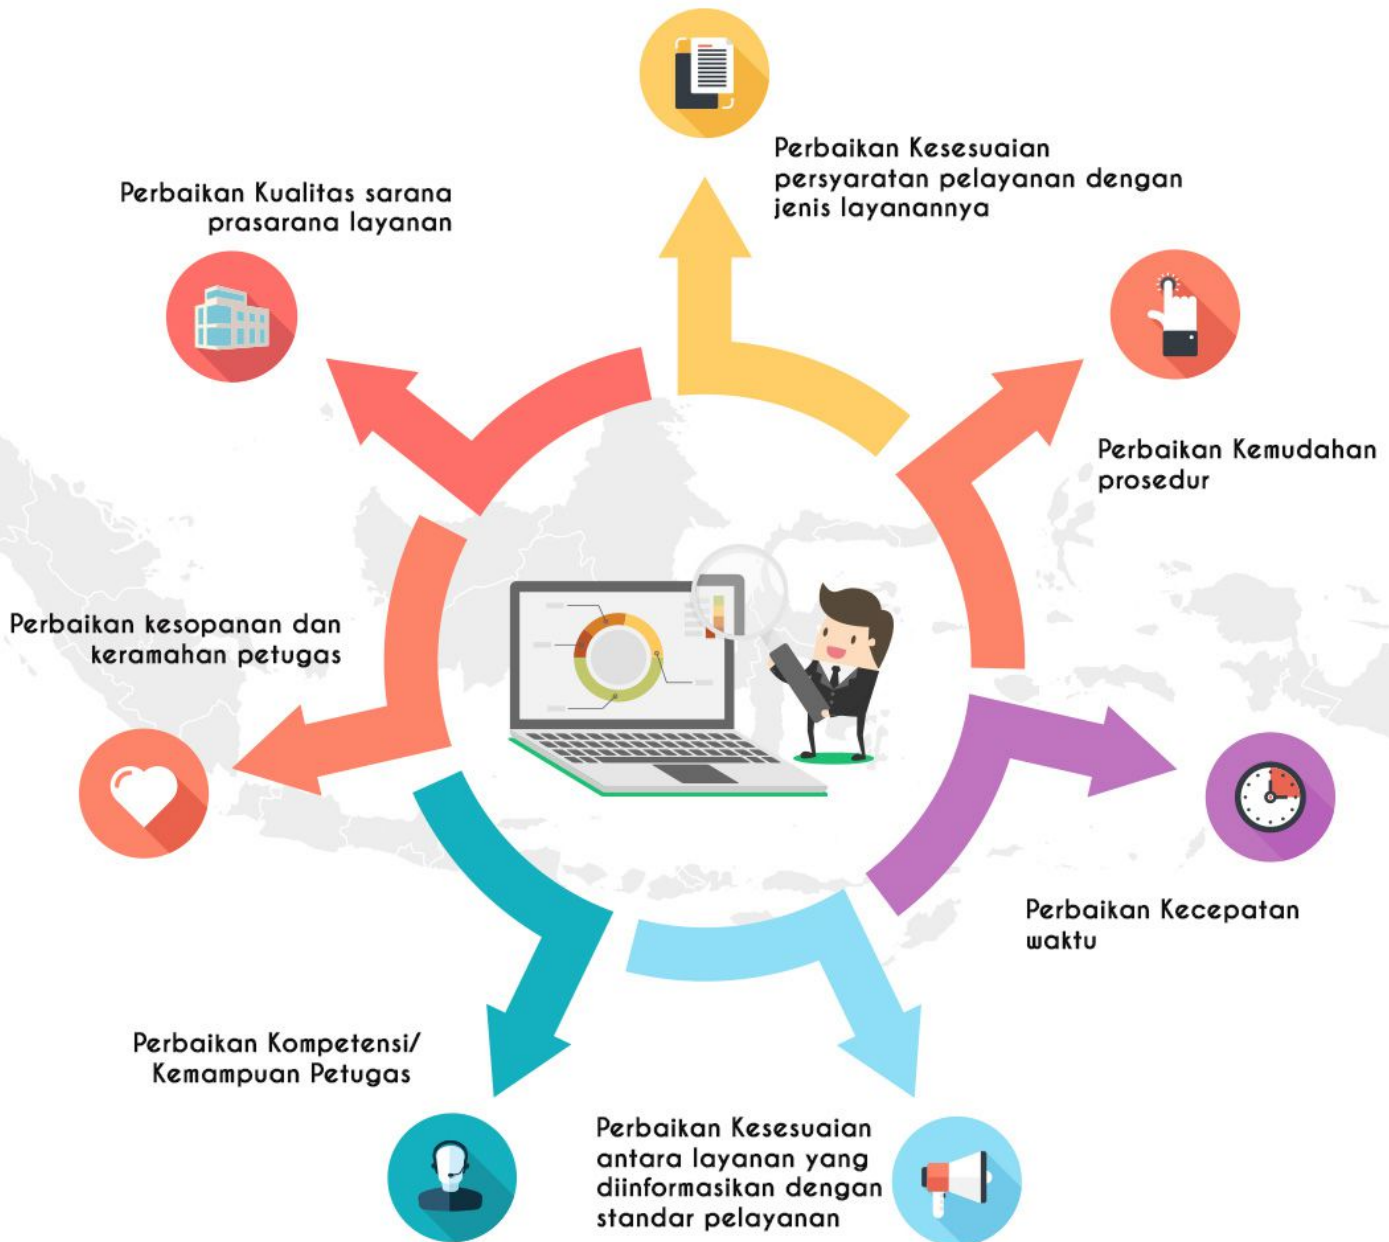 Perbaikan Kesesuaian
persyaratan pelayanan dengan
jenis layanannya
Perbaikan Kemudahan
prosedur
Perbaikan Kecepatan
waktu
Perbaikan Kesesuaian
antara layanan yang
diinformasikan dengan
standar pelayanan
Perbaikan Kompetensi/
Kemampuan Petugas
Perbaikan kesopanan dan
keramahan petugas
Perbaikan Kualitas sarana
prasarana layanan